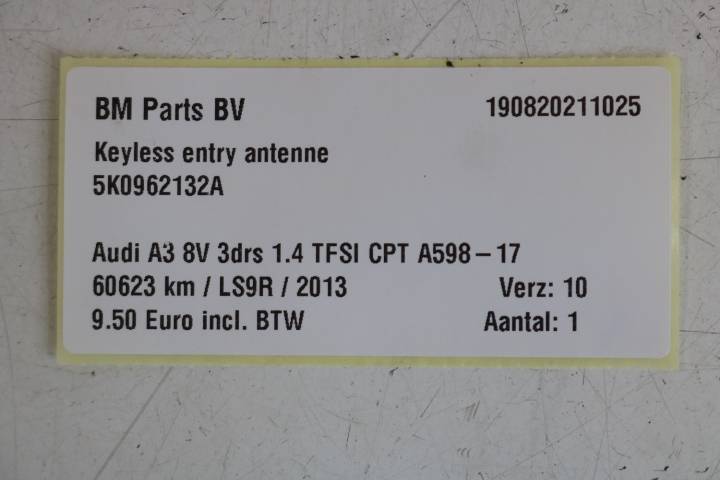 BM Parts BV 190820211025
Keyless entry antenne
5K0962132A
Audi A3 8V 3drs 1.4 TFSI CPT A598-17
60623 km / LS9R / 2013 Verz: 10
9.50 Euro incl. BTW Aantal: 1